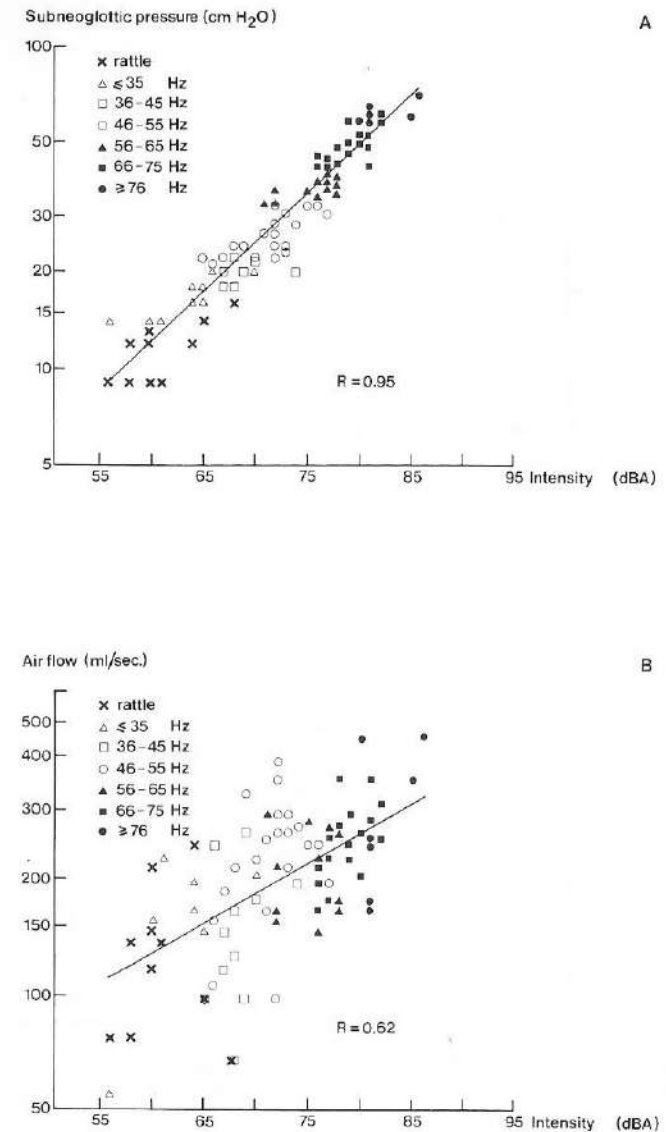 Subneoglottic pressure (cm H₂O)
A
100
50
30
20
15
10
5
x rattle
△ ⩽35 Hz
□ 36-45 Hz
○ 46-55 Hz
▲ 56-65 Hz
■ 66-75 Hz
● ⩾76 Hz
R=0.95
55 65 75 85 95 Intensity (dBA)
Air flow (ml/sec.)
B
500
400
300
200
150
100
50
x rattle
△ ⩽35 Hz
□ 36-45 Hz
○ 46-55 Hz
▲ 56-65 Hz
■ 66-75 Hz
● ⩾76 Hz
R=0.62
55 65 75 85 95 Intensity (dBA)